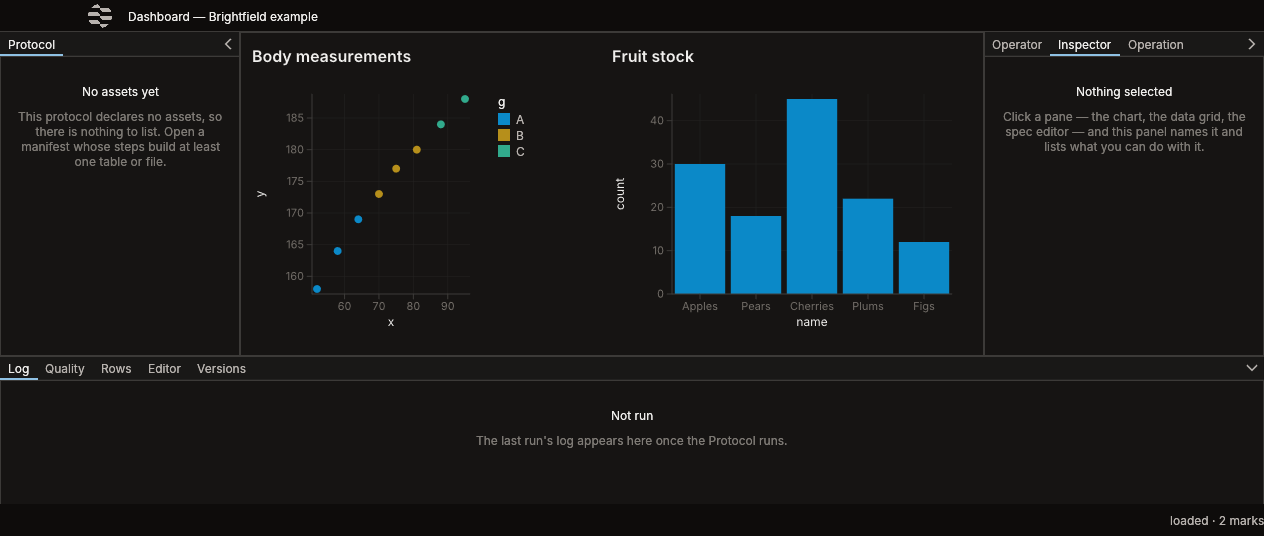 Dashboard — Brightfield example
Protocol
No assets yet
This protocol declares no assets, so
there is nothing to list. Open a
manifest whose steps build at least
one table or file.
Body measurements
185
180
175
170
165
160
y
60 70 80 90
x
g
A
B
C
Fruit stock
40
30
20
10
0
count
Apples Pears Cherries Plums Figs
name
Operator Inspector Operation
Nothing selected
Click a pane — the chart, the data grid, the
spec editor — and this panel names it and
lists what you can do with it.
Log Quality Rows Editor Versions
Not run
The last run's log appears here once the Protocol runs.
loaded · 2 marks